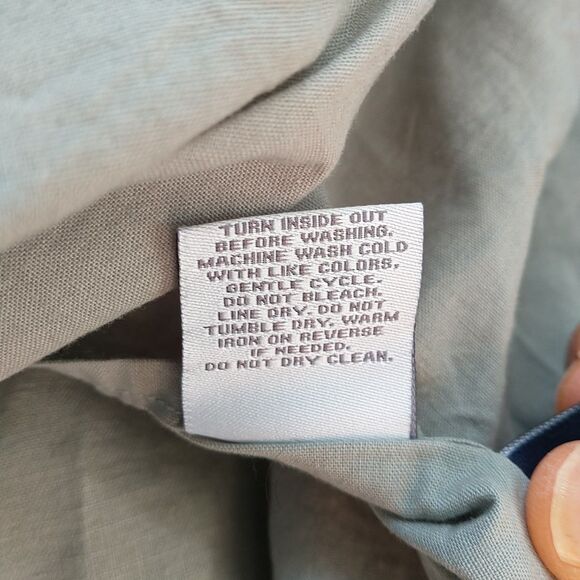 TURN INSIDE OUT
BEFORE WASHING.
MACHINE WASH COLD
WITH LIKE COLORS,
GENTLE CYCLE.
DO NOT BLEACH.
LINE DRY. DO NOT
TUMBLE DRY. WARM
IRON ON REVERSE
IF NEEDED.
DO NOT DRY CLEAN.